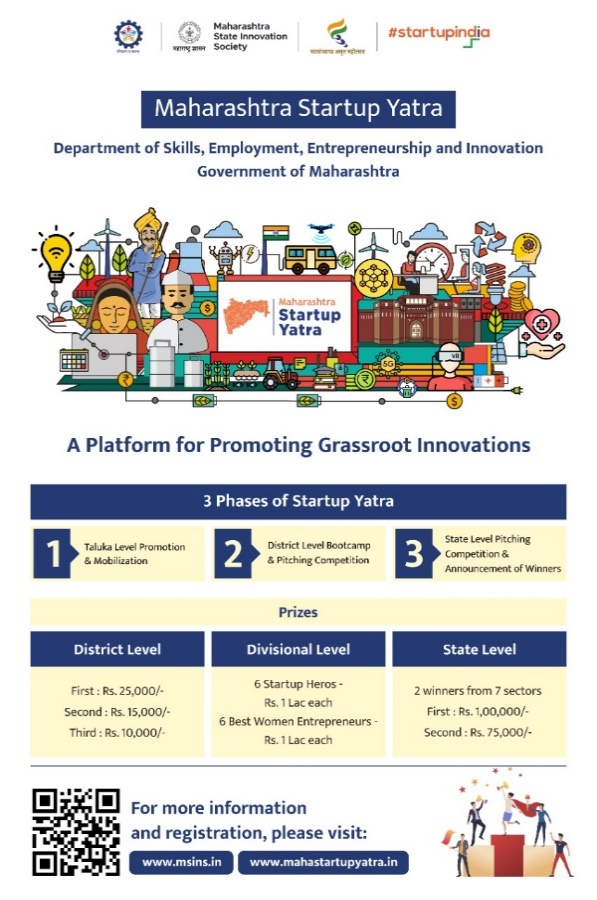 महाराष्ट्र शासन
Maharashtra
State Innovation
Society
#startupindia
Maharashtra Startup Yatra
Department of Skills, Employment, Entrepreneurship and Innovation
Government of Maharashtra
Maharashtra
Startup
Yatra
5G
VR
A Platform for Promoting Grassroot Innovations
3 Phases of Startup Yatra
1
Taluka Level Promotion
& Mobilization
2
District Level Bootcamp
& Pitching Competition
3
State Level Pitching
Competition &
Announcement of Winners
Prizes
District Level
First : Rs. 25,000/-
Second : Rs. 15,000/-
Third : Rs. 10,000/-
Divisional Level
6 Startup Heros -
Rs. 1 Lac each
6 Best Women Entrepreneurs -
Rs. 1 Lac each
State Level
2 winners from 7 sectors
First : Rs. 1,00,000/-
Second : Rs. 75,000/-
For more information
and registration, please visit:
www.msins.in
www.mahastartupyatra.in